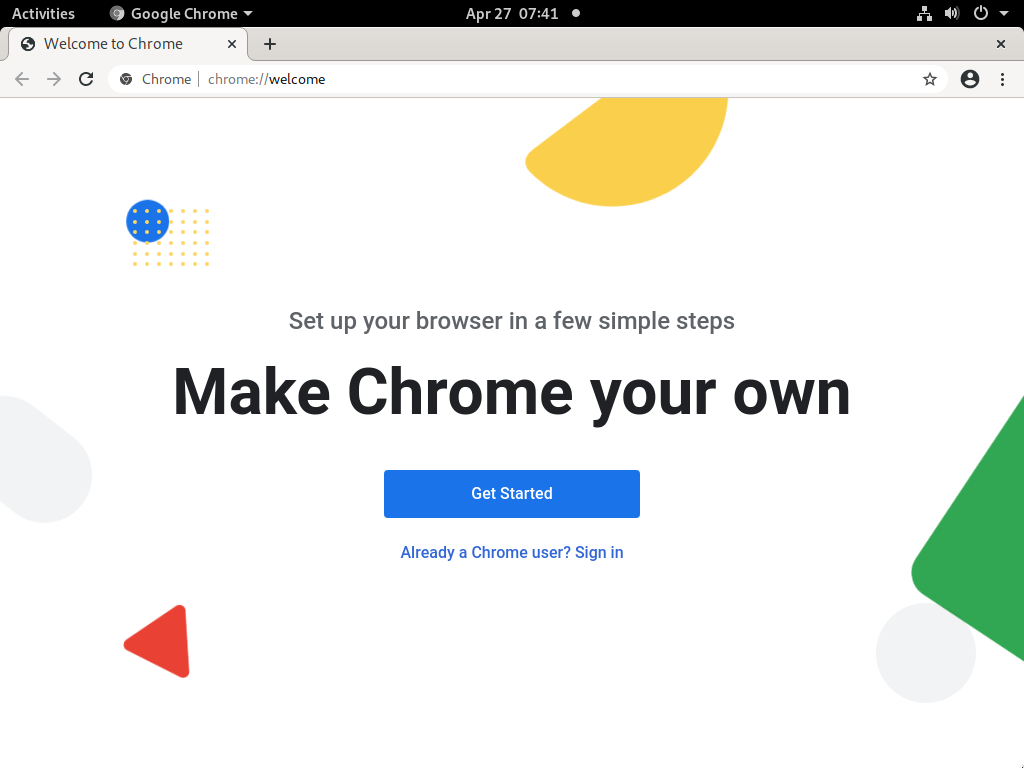 Activities Google Chrome Apr 27 07:41
Welcome to Chrome
Chrome chrome://welcome
Set up your browser in a few simple steps
Make Chrome your own
Get Started
Already a Chrome user? Sign in